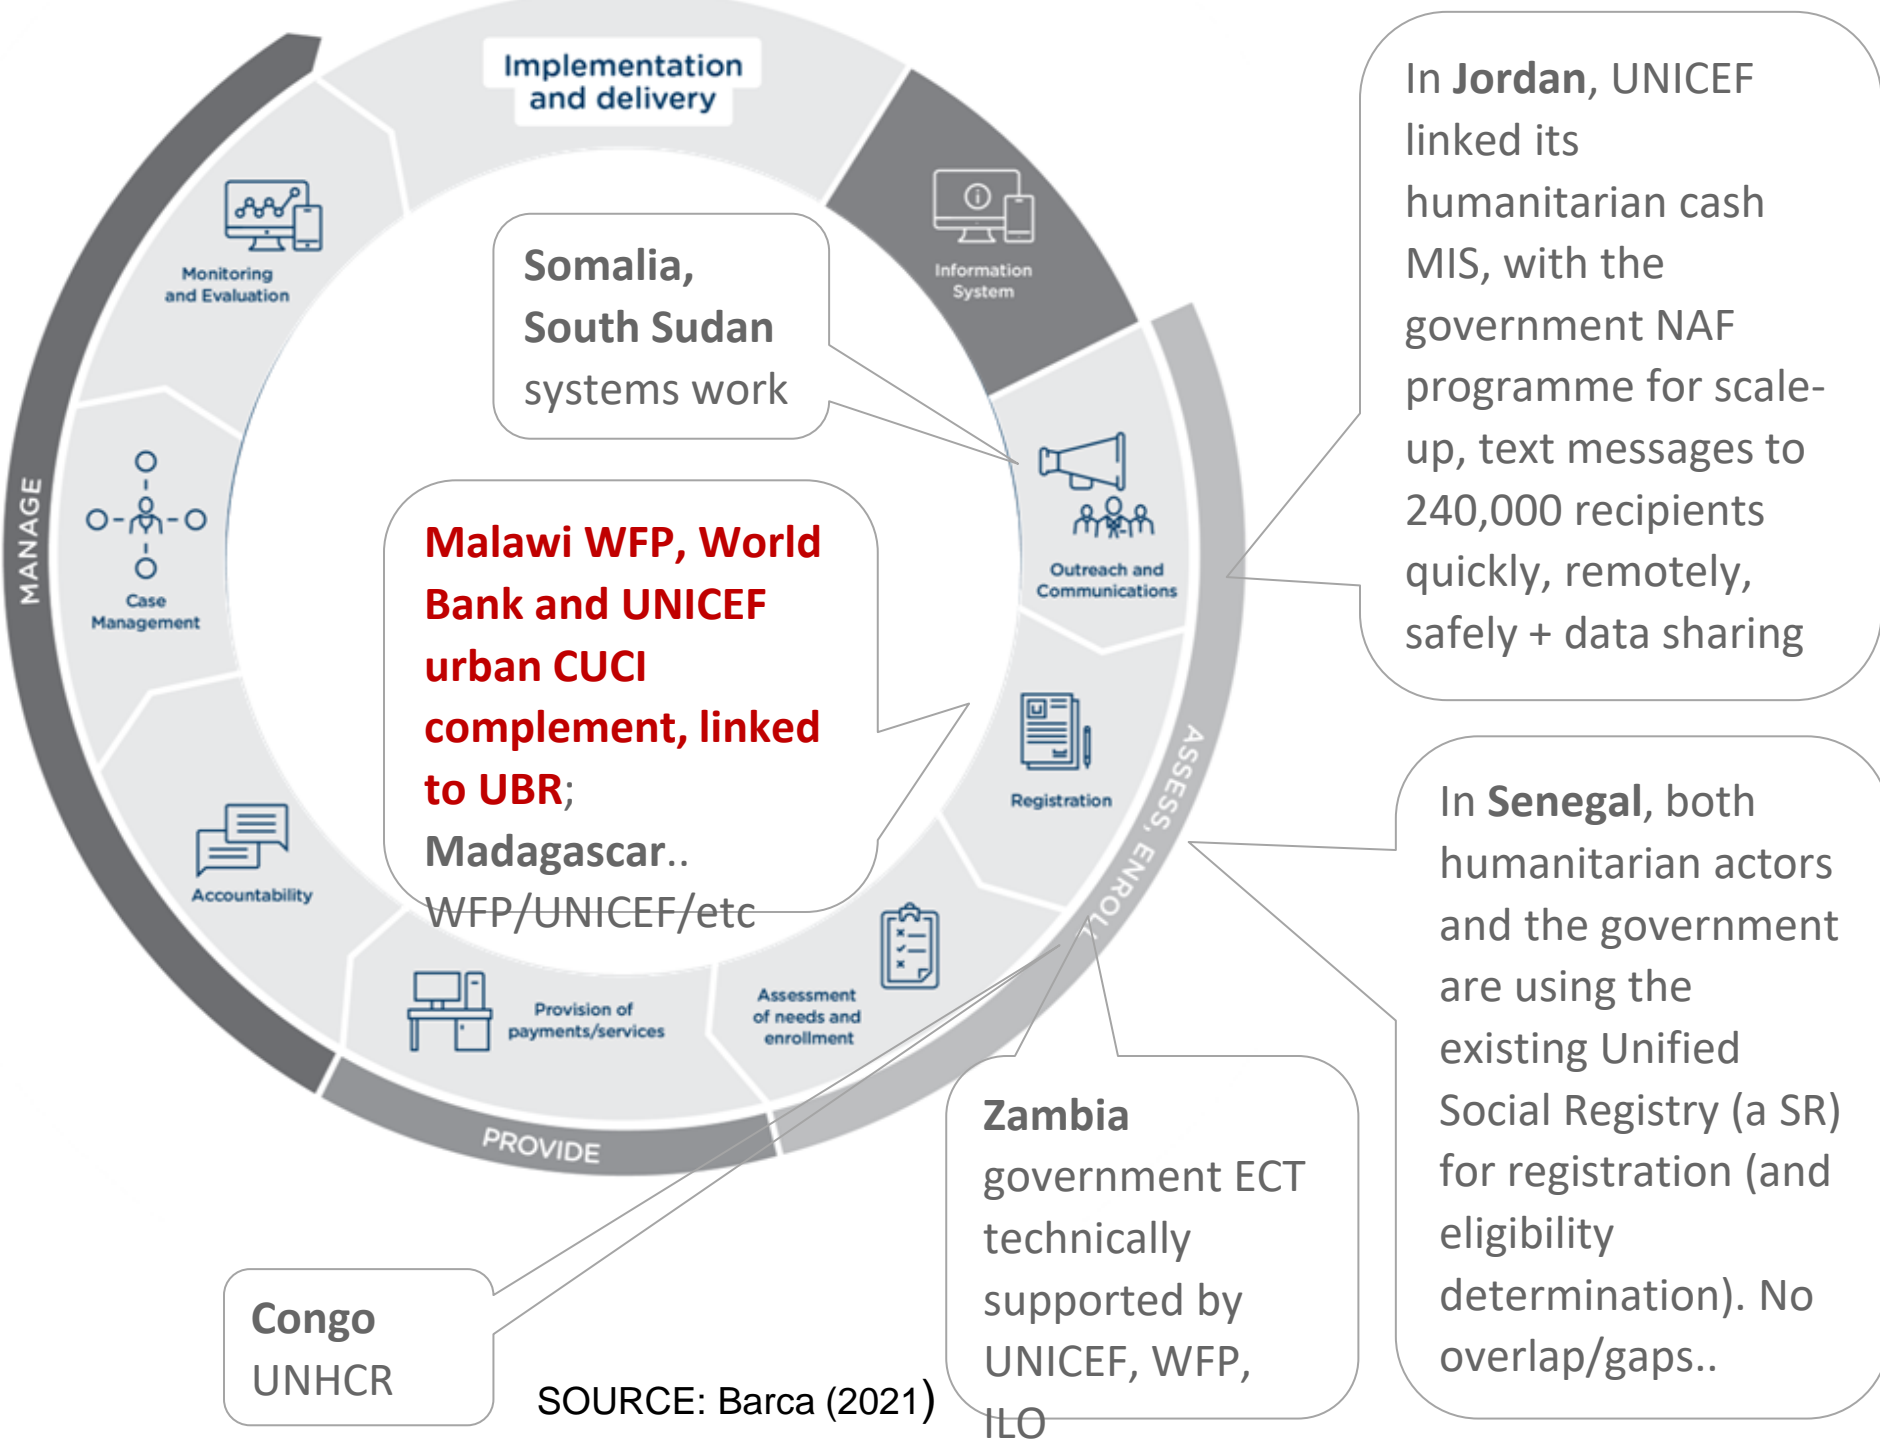 Implementation
and delivery
Information
System
Monitoring
and Evaluation
Somalia,
South Sudan
systems work
In Jordan, UNICEF
linked its
humanitarian cash
MIS, with the
government NAF
programme for scale-
up, text messages to
240,000 recipients
quickly, remotely,
safely + data sharing
MANAGE
Case
Management
Malawi WFP, World
Bank and UNICEF
urban CUCI
complement, linked
to UBR;
Madagascar..
WFP/UNICEF/etc
Outreach and
Communications
Registration
ASSESS, ENROLL
Accountability
Provision of
payments/services
Assessment
of needs and
enrollment
PROVIDE
In Senegal, both
humanitarian actors
and the government
are using the
existing Unified
Social Registry (a SR)
for registration (and
eligibility
determination). No
overlap/gaps..
Zambia
government ECT
technically
supported by
UNICEF, WFP,
ILO
Congo
UNHCR
SOURCE: Barca (2021)